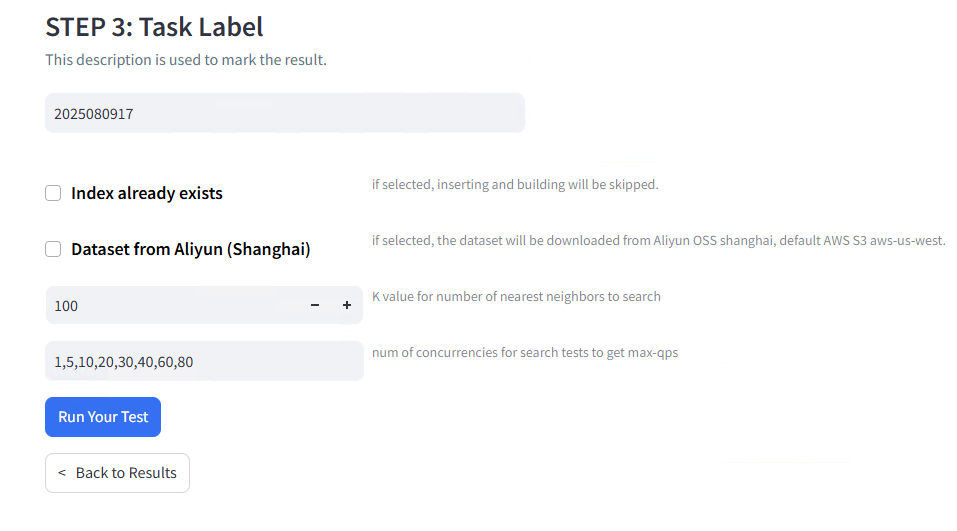 STEP 3: Task Label
This description is used to mark the result.
2025080917
Index already exists
if selected, inserting and building will be skipped.
Dataset from Aliyun (Shanghai)
if selected, the dataset will be downloaded from Aliyun OSS shanghai, default AWS S3 aws-us-west.
100
− +
K value for number of nearest neighbors to search
1,5,10,20,30,40,60,80
num of concurrencies for search tests to get max-qps
Run Your Test
< Back to Results